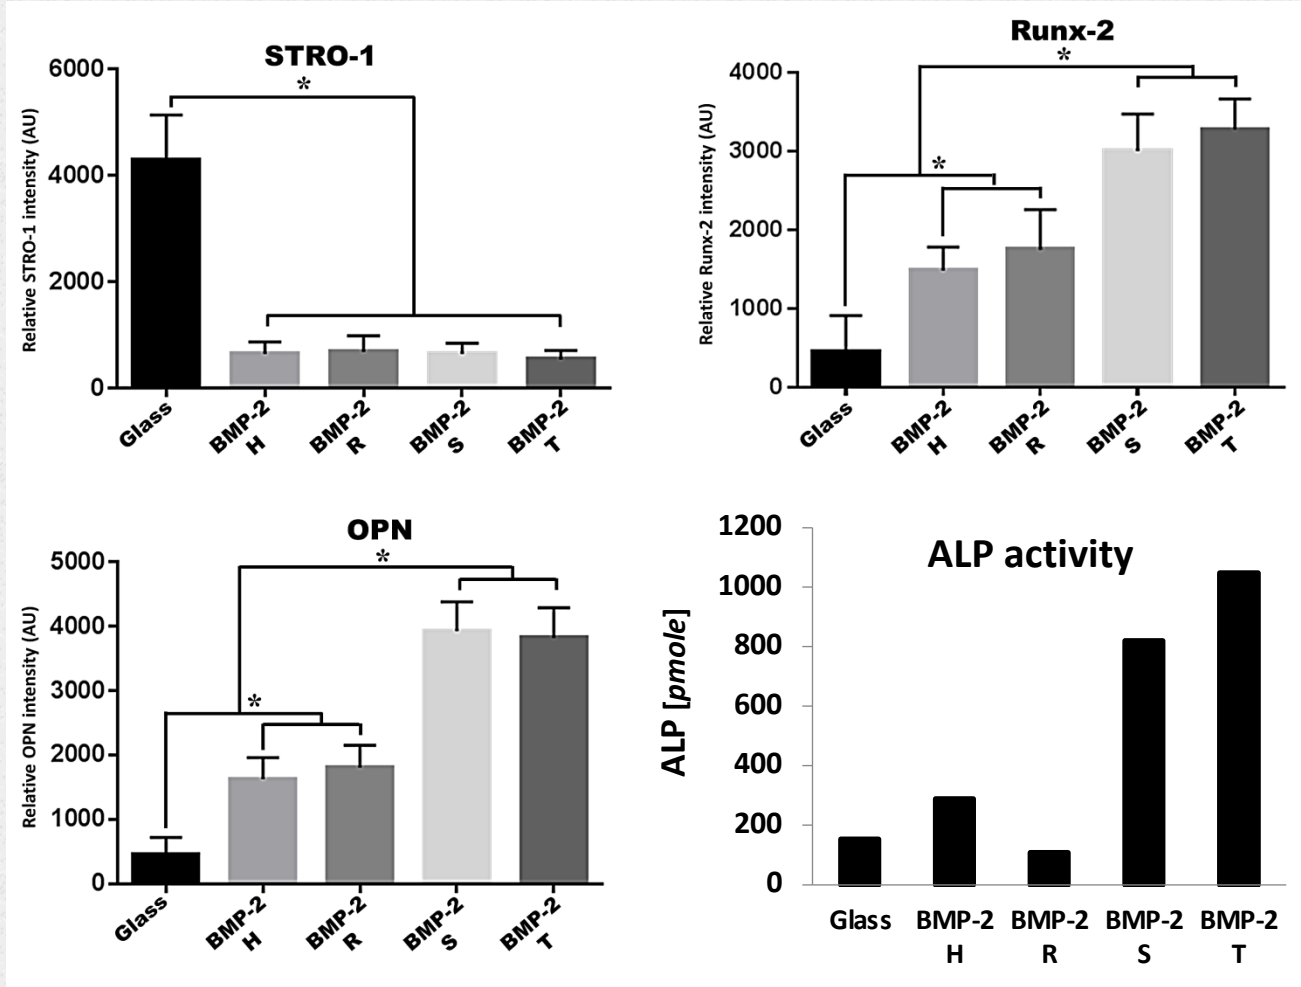 STRO-1
*
Relative STRO-1 intensity (AU)
6000
4000
2000
0
Glass
BMP-2 H
BMP-2 R
BMP-2 S
BMP-2 T
Runx-2
*
*
Relative Runx-2 intensity (AU)
4000
3000
2000
1000
0
Glass
BMP-2 H
BMP-2 R
BMP-2 S
BMP-2 T
OPN
*
*
Relative OPN intensity (AU)
5000
4000
3000
2000
1000
0
Glass
BMP-2 H
BMP-2 R
BMP-2 S
BMP-2 T
ALP activity
ALP [pmole]
1200
1000
800
600
400
200
0
Glass
BMP-2 H
BMP-2 R
BMP-2 S
BMP-2 T